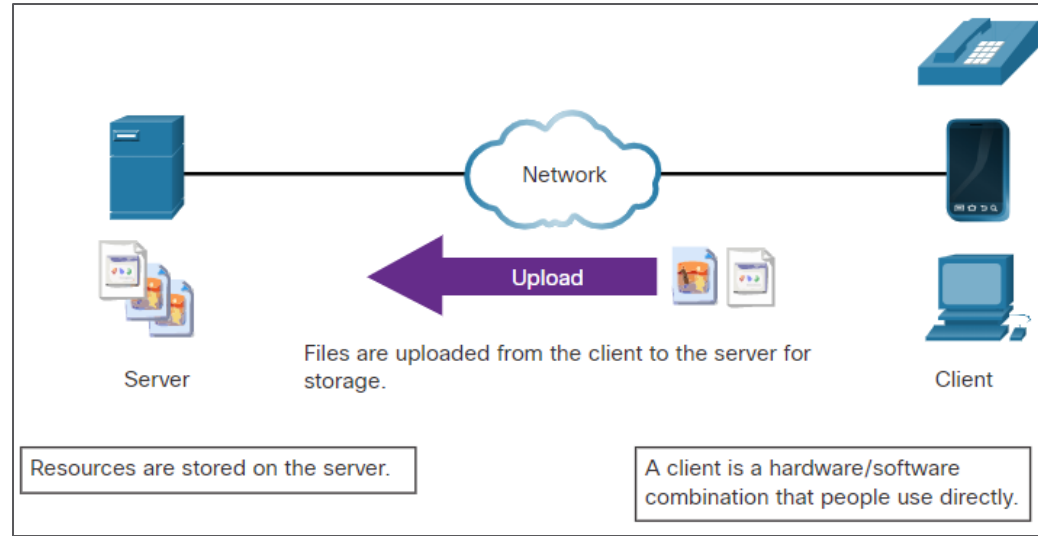 Network
Upload
Files are uploaded from the client to the server for
storage.
Server
Client
Resources are stored on the server.
A client is a hardware/software
combination that people use directly.